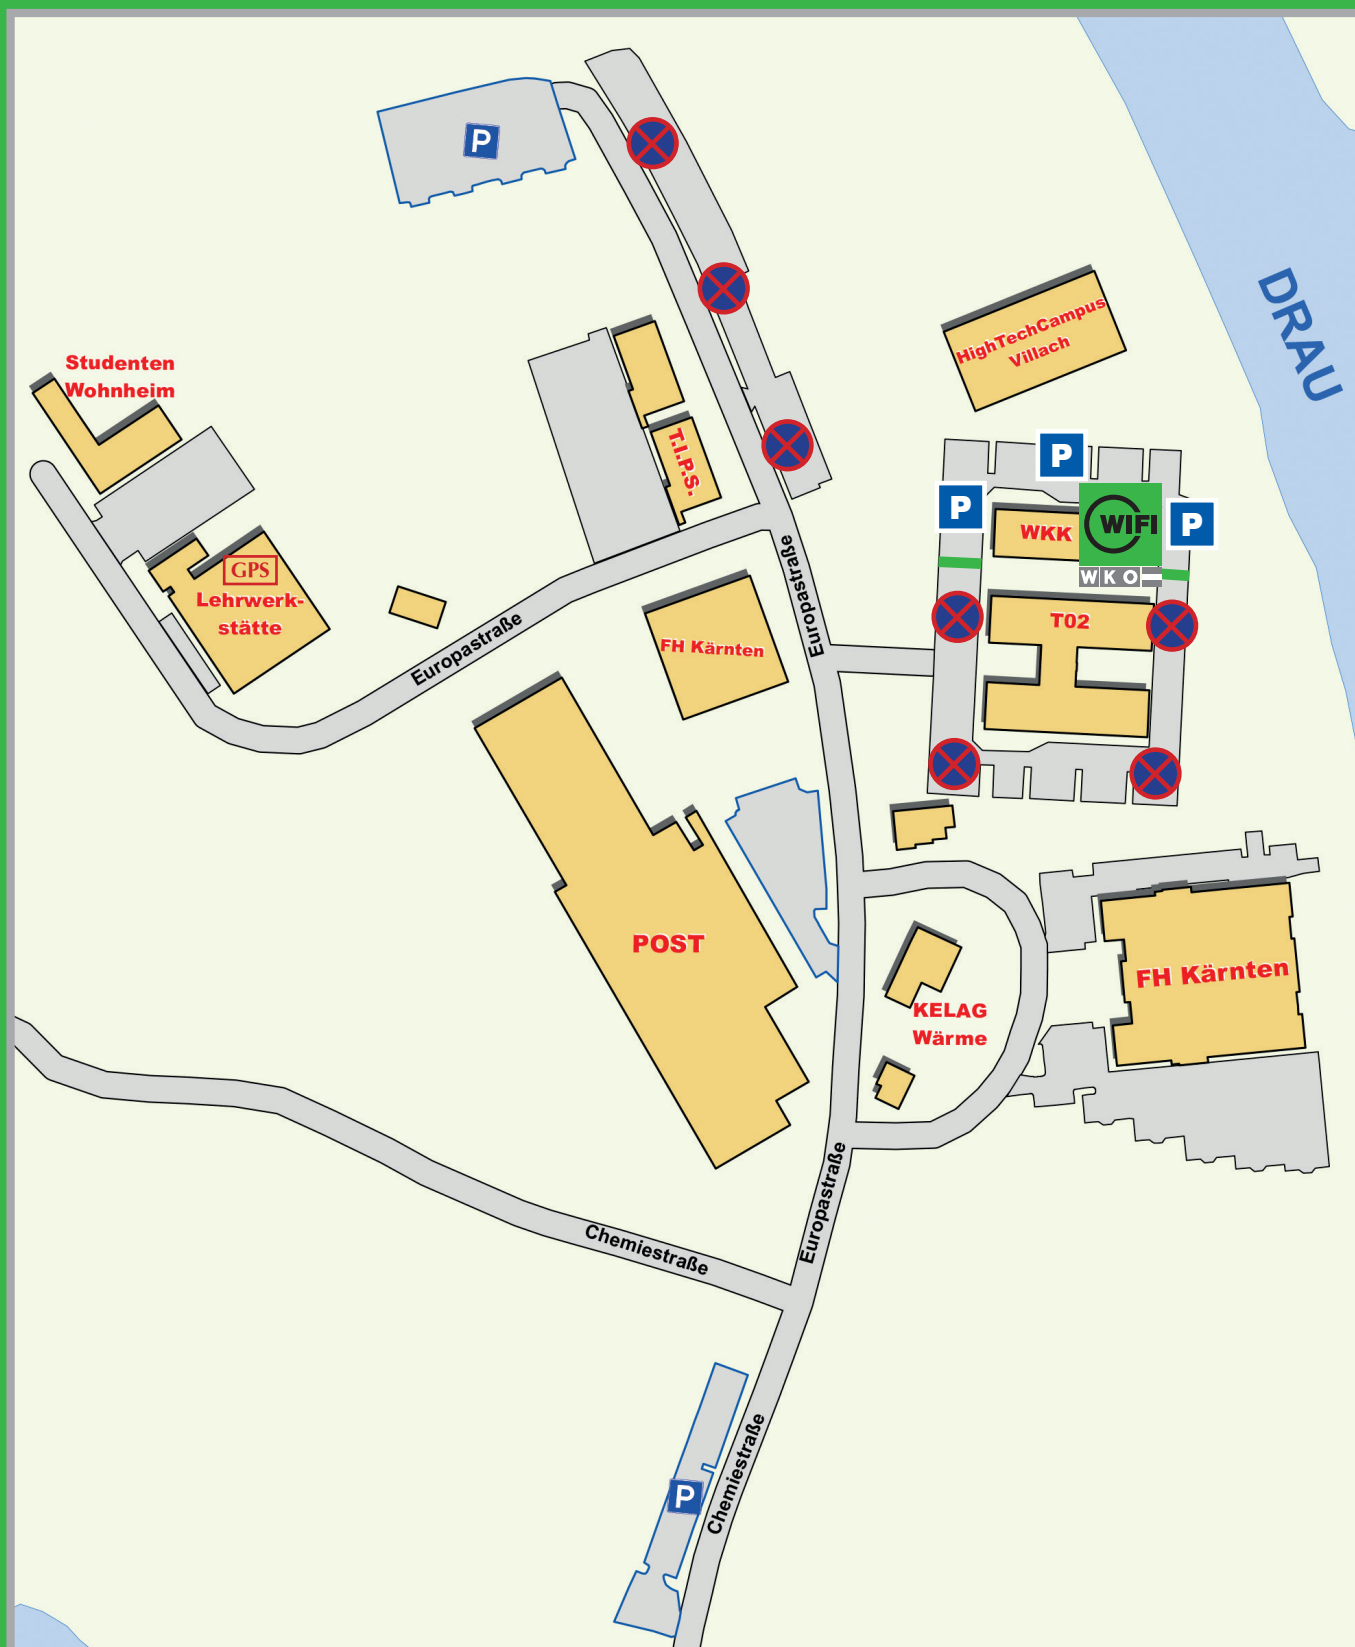 P
DRAU
HighTechCampus
Villach
Studenten
Wohnheim
T.I.P.S.
P
P
P
WKK
WIFI
WKO
Europastraße
GPS
Lehrwerk-
stätte
T02
Europastraße
FH Kärnten
POST
FH Kärnten
KELAG
Wärme
Europastraße
Chemiestraße
Chemiestraße
P